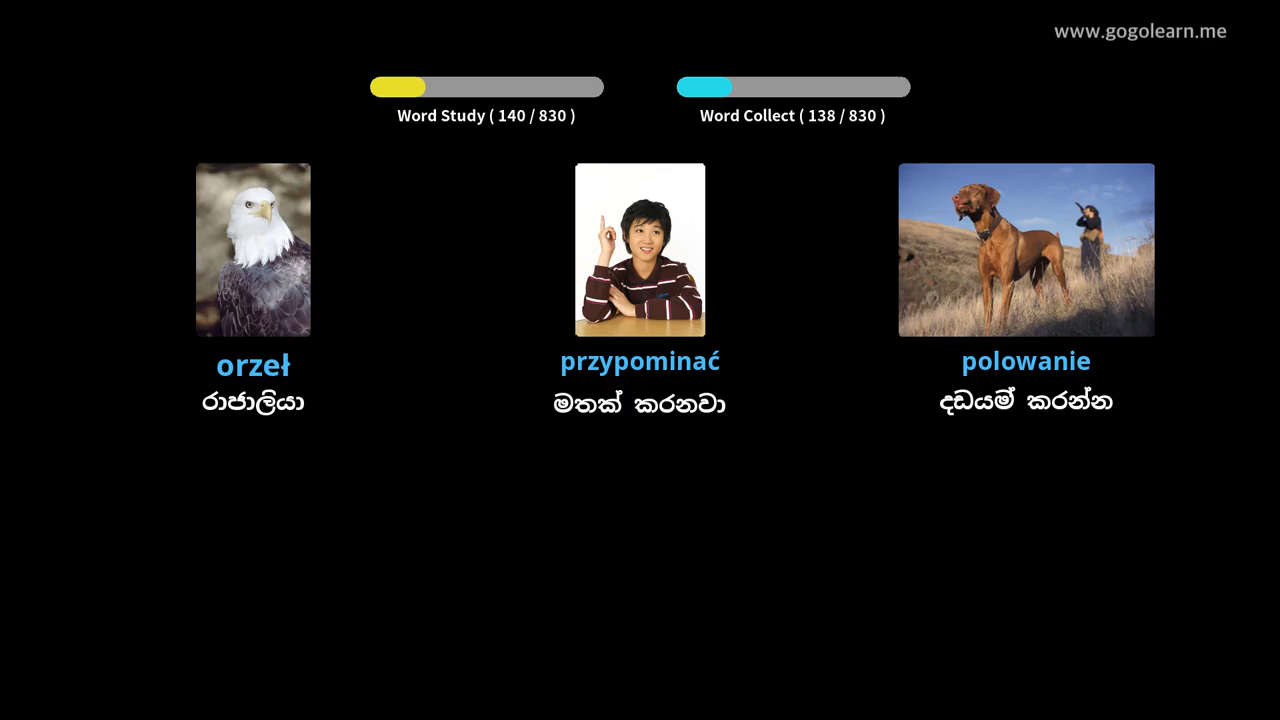 www.gogolearn.me
Word Study ( 140 / 830 )
Word Collect ( 138 / 830 )
orzeł
රාජාලියා
przypominać
මතක් කරනවා
polowanie
දඩයම් කරන්න